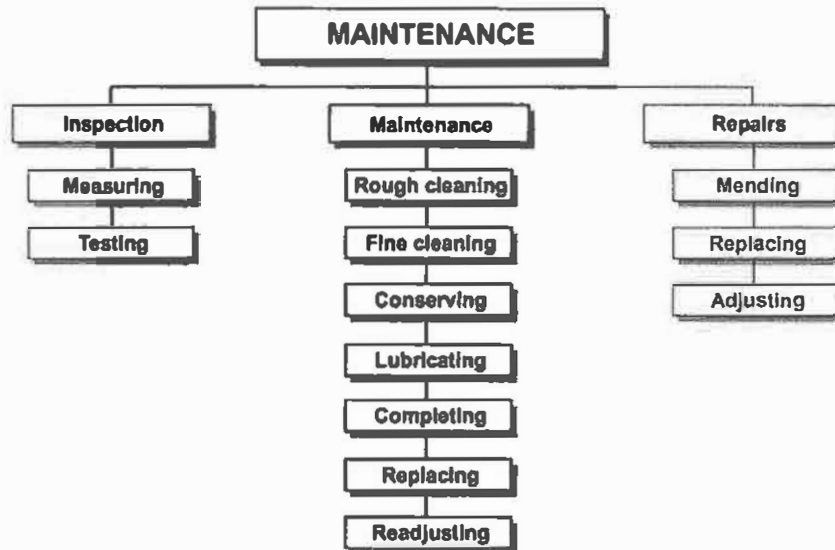 MAINTENANCE
Inspection
Measuring
Testing
Maintenance
Rough cleaning
Fine cleaning
Conserving
Lubricating
Completing
Replacing
Readjusting
Repairs
Mending
Replacing
Adjusting